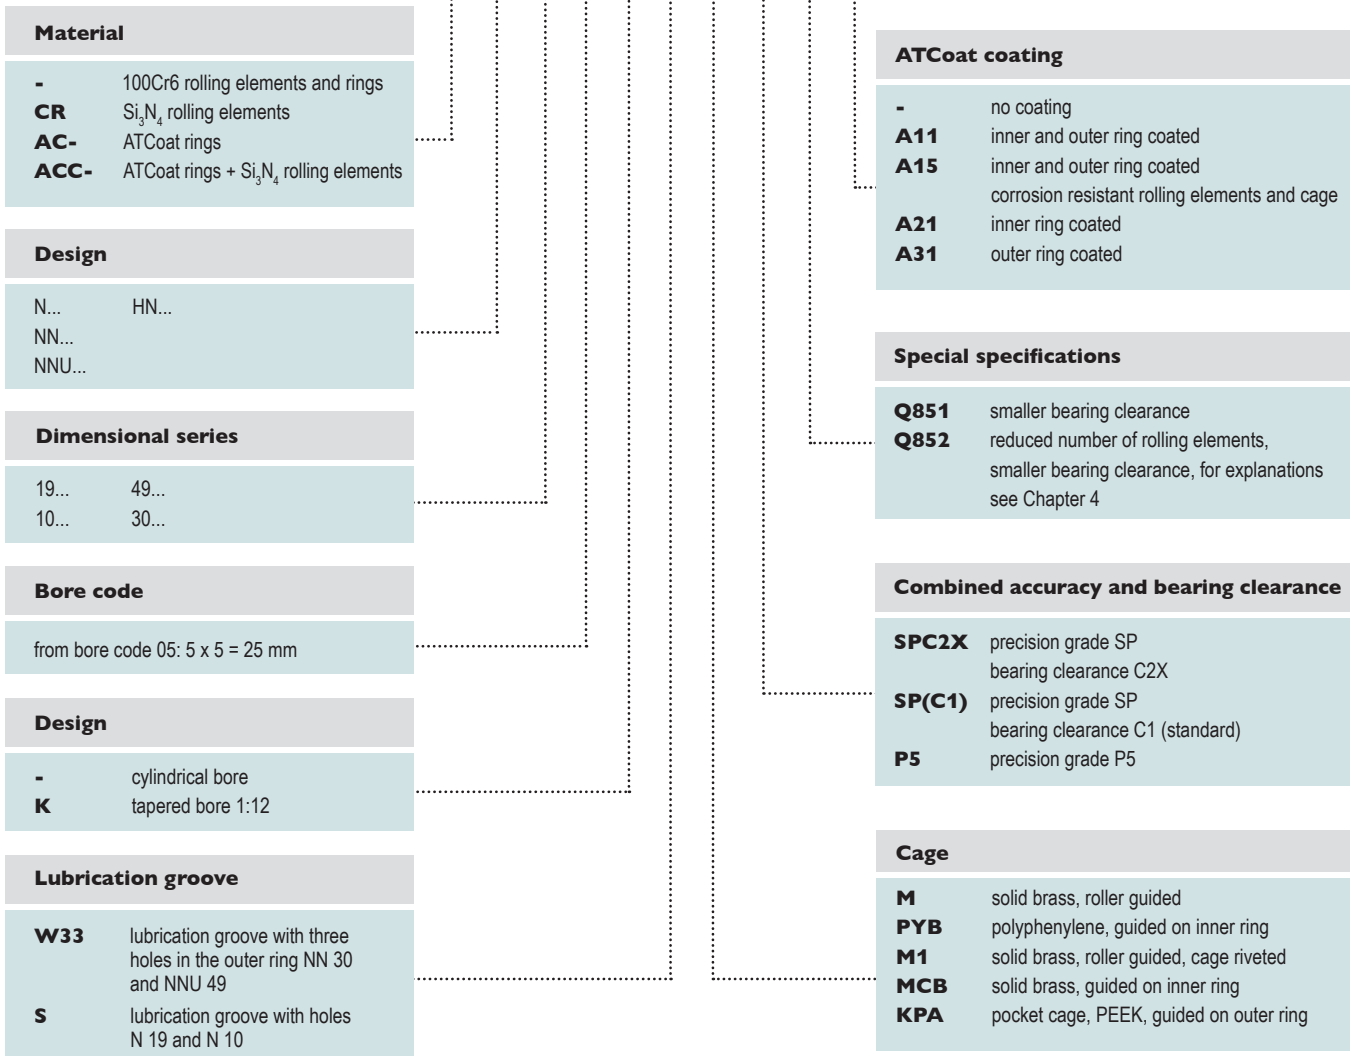 Material
- 100Cr6 rolling elements and rings
CR Si3N4 rolling elements
AC- ATCoat rings
ACC- ATCoat rings + Si3N4 rolling elements
Design
N... HN...
NN...
NNU...
Dimensional series
19... 49...
10... 30...
Bore code
from bore code 05: 5 x 5 = 25 mm
Design
- cylindrical bore
K tapered bore 1:12
Lubrication groove
W33 lubrication groove with three
holes in the outer ring NN 30
and NNU 49
S lubrication groove with holes
N 19 and N 10
ATCoat coating
- no coating
A11 inner and outer ring coated
A15 inner and outer ring coated
corrosion resistant rolling elements and cage
A21 inner ring coated
A31 outer ring coated
Special specifications
Q851 smaller bearing clearance
Q852 reduced number of rolling elements,
smaller bearing clearance, for explanations
see Chapter 4
Combined accuracy and bearing clearance
SPC2X precision grade SP
bearing clearance C2X
SP(C1) precision grade SP
bearing clearance C1 (standard)
P5 precision grade P5
Cage
M solid brass, roller guided
PYB polyphenylene, guided on inner ring
M1 solid brass, roller guided, cage riveted
MCB solid brass, guided on inner ring
KPA pocket cage, PEEK, guided on outer ring